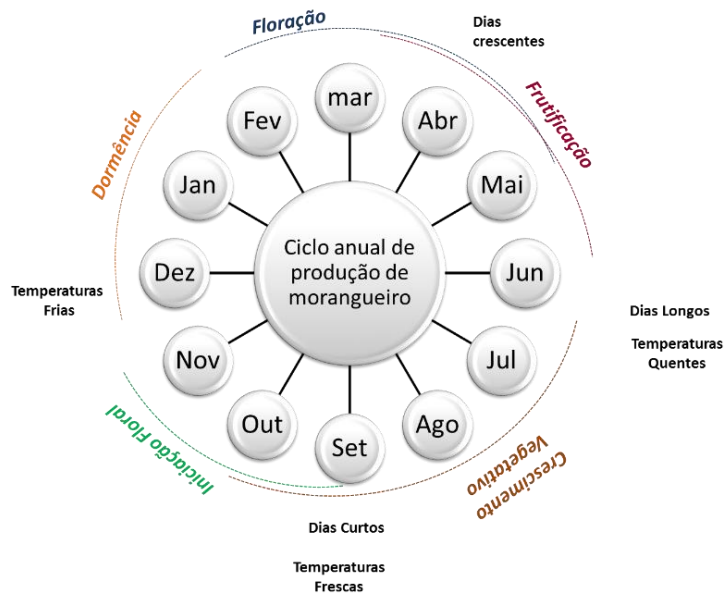 Floração
Dias
crescentes
Frutificação
Dormência
mar
Abr
Mai
Jun
Jul
Ago
Set
Out
Nov
Dez
Jan
Fev
Ciclo anual de
produção de
morangueiro
Temperaturas
Frias
Dias Longos
Temperaturas
Quentes
Crescimento
Vegetativo
Iniciação Floral
Dias Curtos
Temperaturas
Frescas